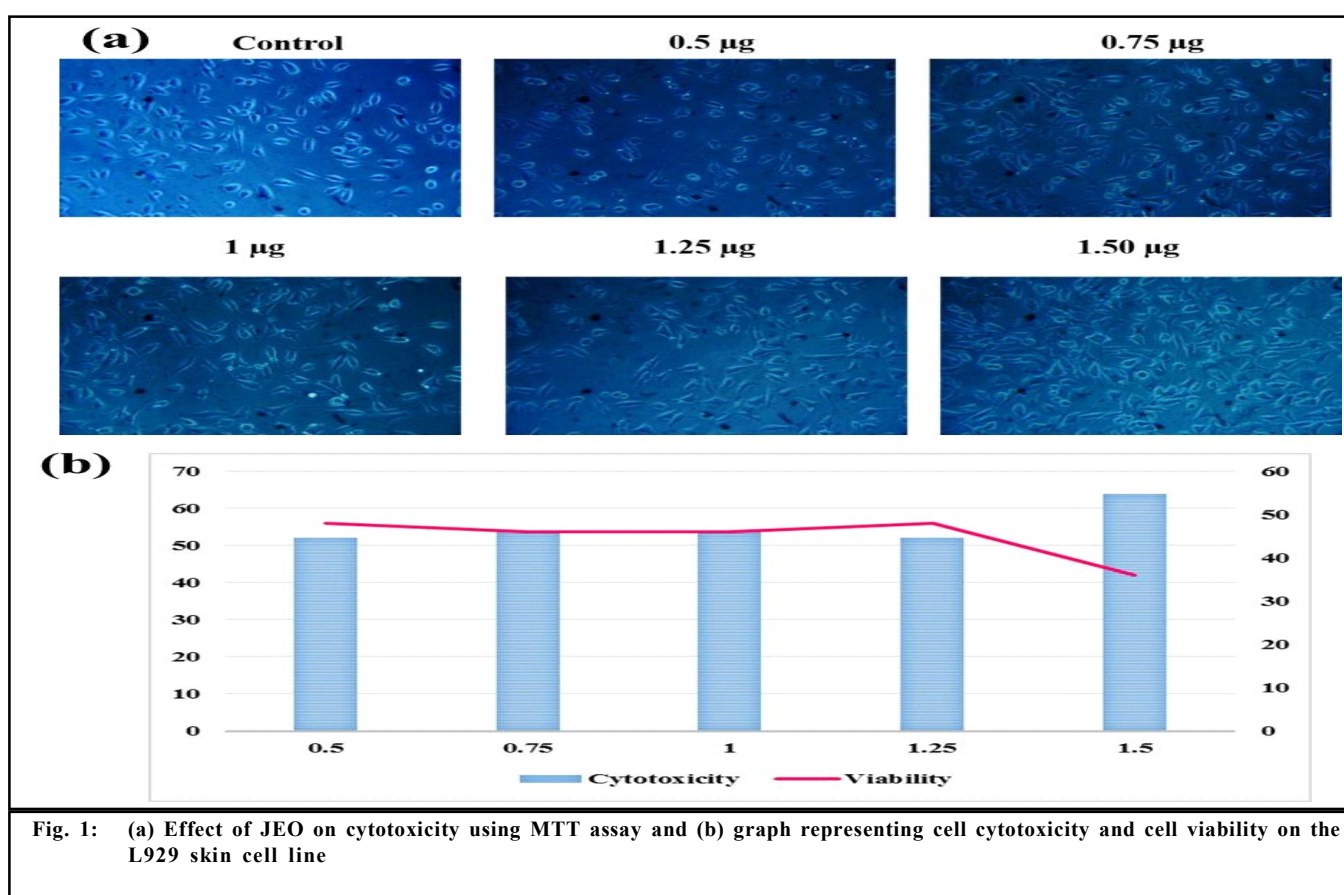 (a)
Control 0.5 µg 0.75 µg
1 µg 1.25 µg 1.50 µg
(b)
70 60
60 50
50 40
40 30
30 20
20 10
10 0
0
0.5 0.75 1 1.25 1.5
Cytotoxicity Viability
Fig. 1: (a) Effect of JEO on cytotoxicity using MTT assay and (b) graph representing cell cytotoxicity and cell viability on the
L929 skin cell line